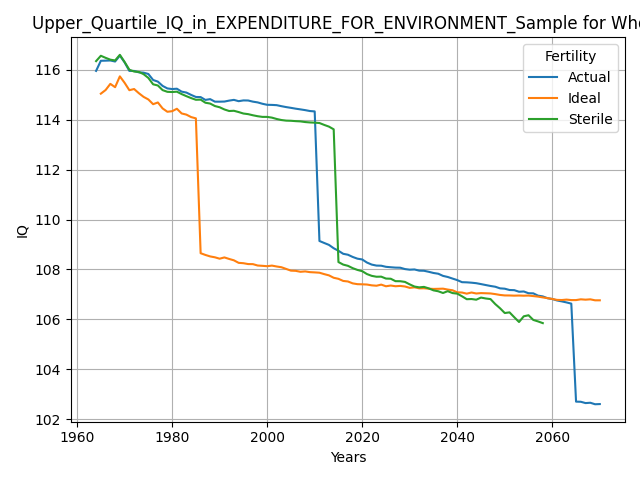 Upper_Quartile_IQ_in_EXPENDITURE_FOR_ENVIRONMENT_Sample for Who
Fertility
Actual
Ideal
Sterile
116
114
112
110
108
106
104
102
IQ
1960 1980 2000 2020 2040 2060
Years